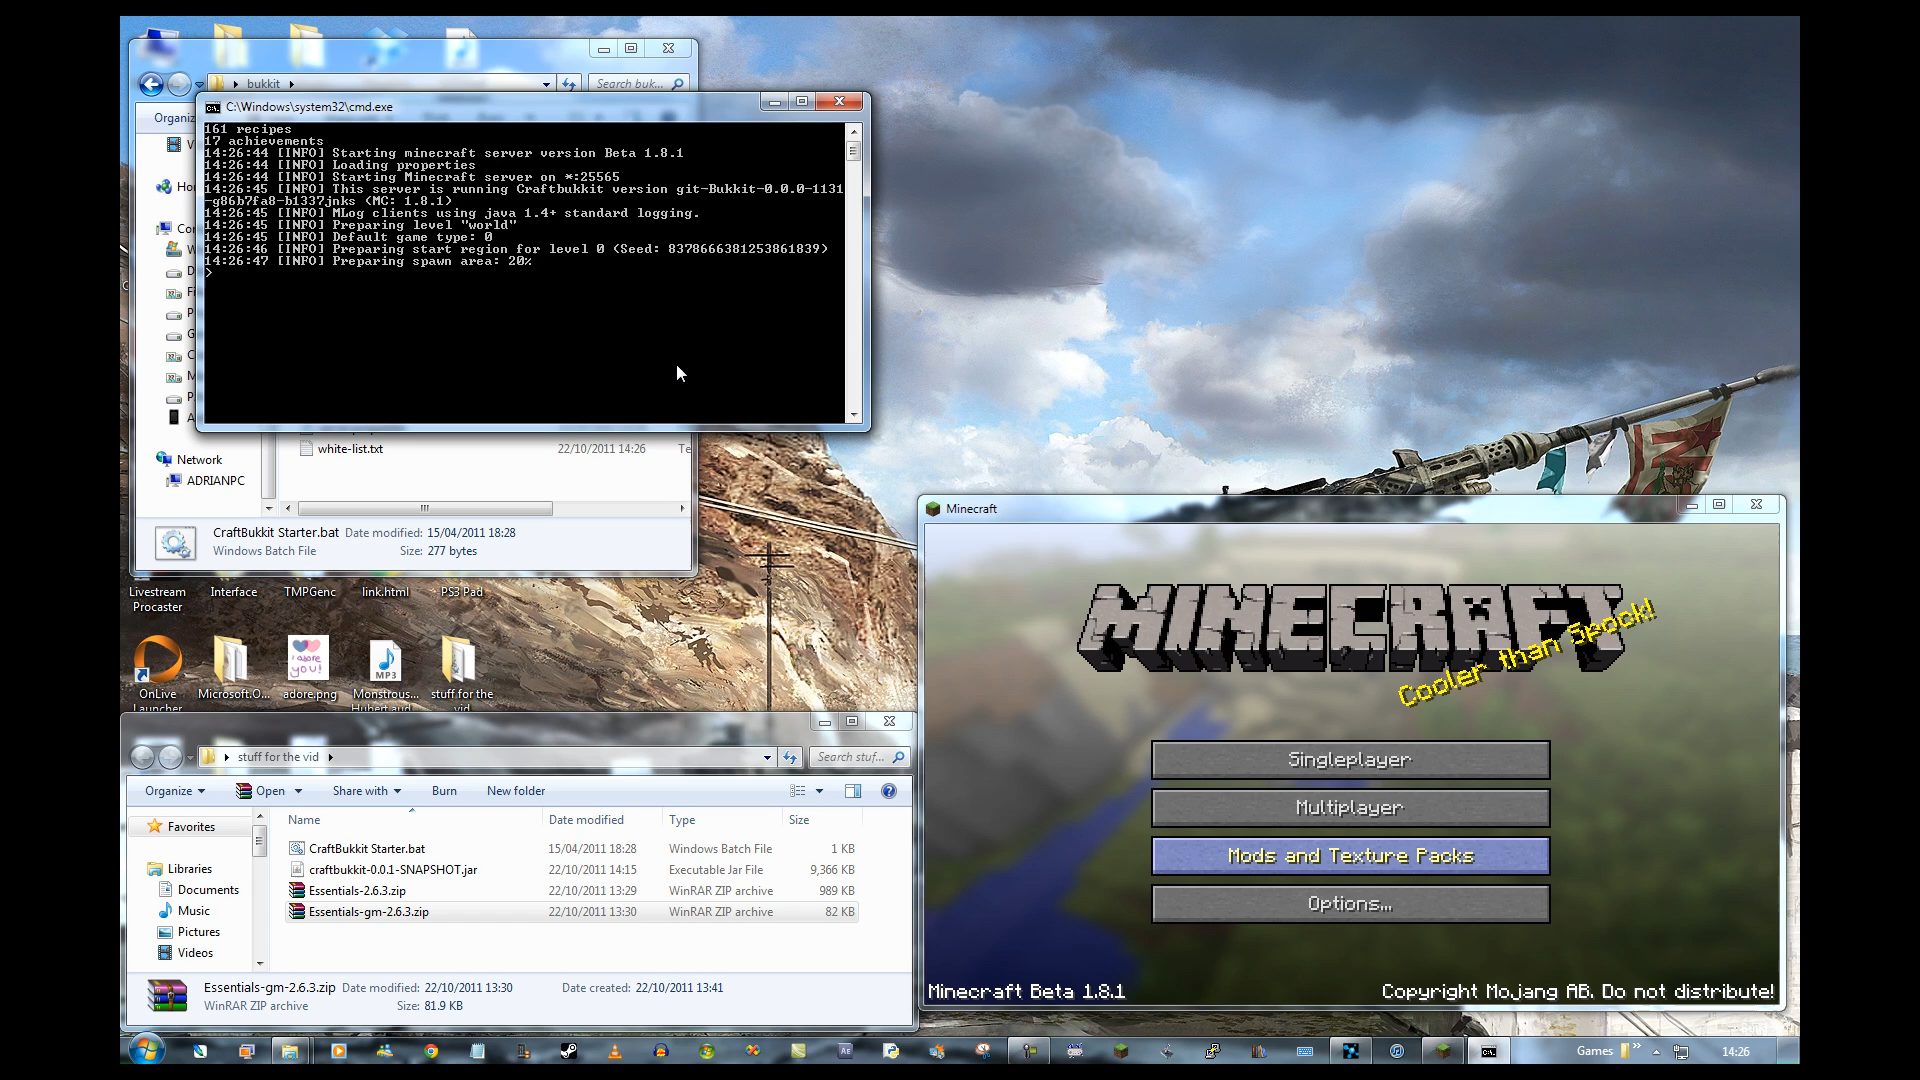 bukkit
Search buk...
C:\Windows\system32\cmd.exe
Organiz
161 recipes
17 achievements
14:26:44 [INFO] Starting minecraft server version Beta 1.8.1
14:26:44 [INFO] Loading properties
14:26:44 [INFO] Starting Minecraft server on *:25565
14:26:45 [INFO] This server is running Craftbukkit version git-Bukkit-0.0.0-1131
-g86b7fa8-b1337jnks (MC: 1.8.1)
14:26:45 [INFO] MLog clients using java 1.4+ standard logging.
14:26:45 [INFO] Preparing level "world"
14:26:45 [INFO] Default game type: 0
14:26:46 [INFO] Preparing start region for level 0 (Seed: 8378666381253861839)
14:26:47 [INFO] Preparing spawn area: 20%
>
white-list.txt 22/10/2011 14:26 Te
Network
ADRIANPC
CraftBukkit Starter.bat Date modified: 15/04/2011 18:28
Windows Batch File Size: 277 bytes
Livestream Procaster
Interface
TMPGenc
link.html
PS3 Pad
OnLive Launcher
Microsoft.O...
adore.png
i adore you!
MP3
Monstrous...
stuff for the vid
stuff for the vid
Search stuf...
Organize Open Share with Burn New folder
Name Date modified Type Size
Favorites
Libraries
Documents
Music
Pictures
Videos
CraftBukkit Starter.bat 15/04/2011 18:28 Windows Batch File 1 KB
craftbukkit-0.0.1-SNAPSHOT.jar 22/10/2011 14:15 Executable Jar File 9,366 KB
Essentials-2.6.3.zip 22/10/2011 13:29 WinRAR ZIP archive 989 KB
Essentials-gm-2.6.3.zip 22/10/2011 13:30 WinRAR ZIP archive 82 KB
Essentials-gm-2.6.3.zip Date modified: 22/10/2011 13:30 Date created: 22/10/2011 13:41
WinRAR ZIP archive Size: 81.9 KB
Minecraft
MINECRAFT
Cooler than Spock!
Singleplayer
Multiplayer
Mods and Texture Packs
Options...
Minecraft Beta 1.8.1
Copyright Mojang AB. Do not distribute!
Games
14:26